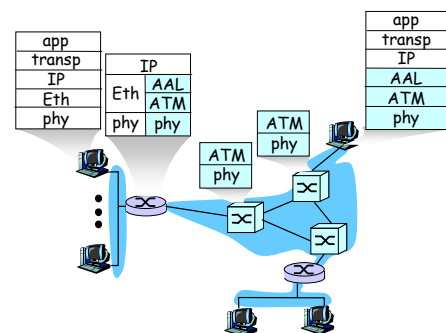 app
transp
IP
Eth
phy
IP
Eth
AAL
ATM
phy
phy
ATM
phy
ATM
phy
app
transp
IP
AAL
ATM
phy